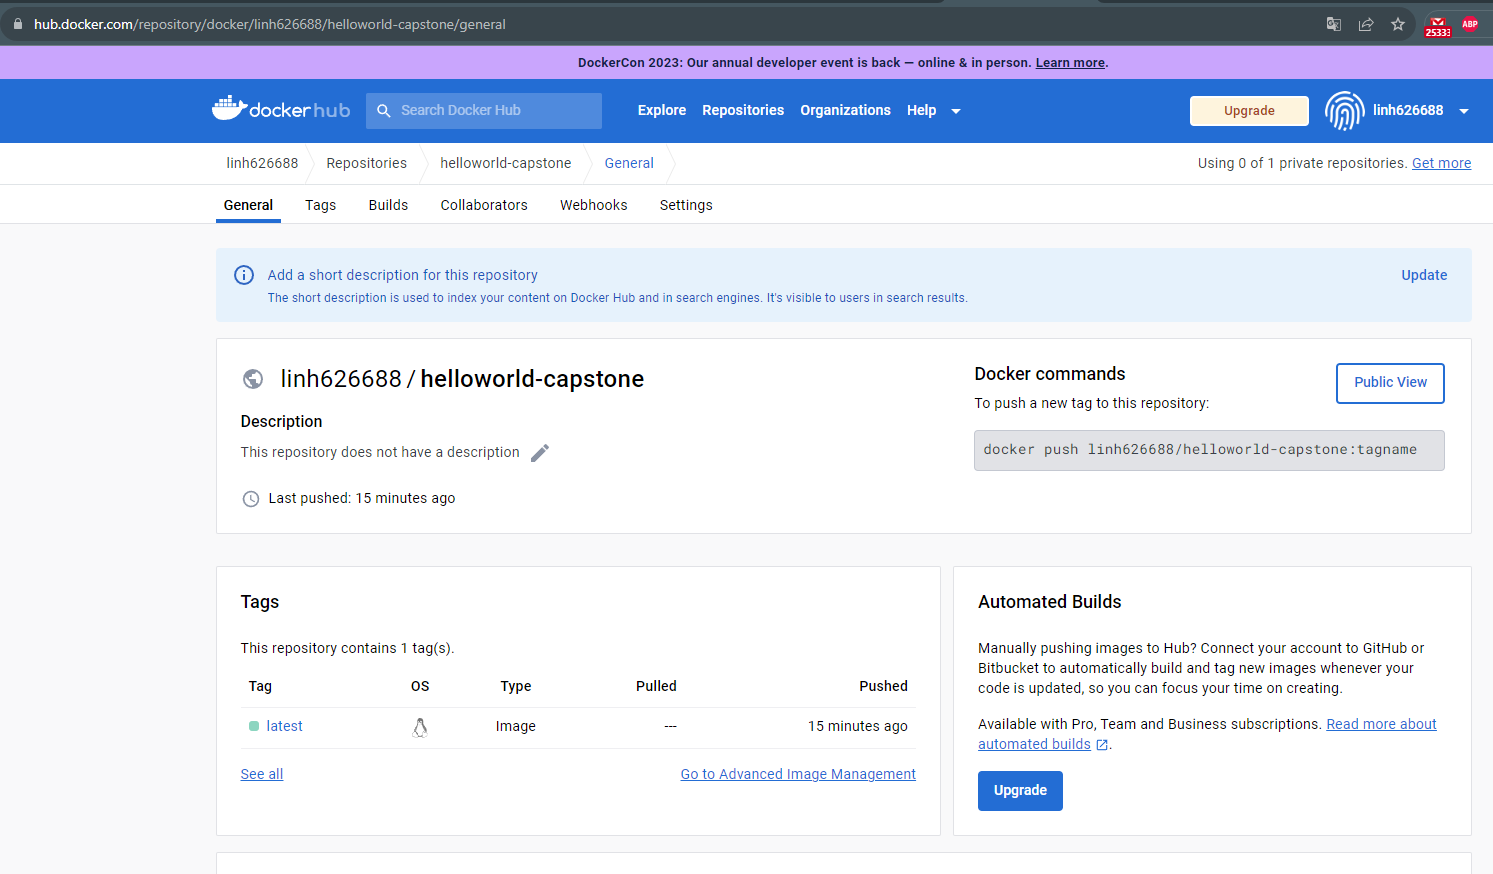 hub.docker.com/repository/docker/linh626688/helloworld-capstone/general
25333
ABP
DockerCon 2023: Our annual developer event is back — online & in person. Learn more.
dockerhub
Search Docker Hub
Explore
Repositories
Organizations
Help
Upgrade
linh626688
linh626688
Repositories
helloworld-capstone
General
Using 0 of 1 private repositories. Get more
General
Tags
Builds
Collaborators
Webhooks
Settings
Add a short description for this repository
Update
The short description is used to index your content on Docker Hub and in search engines. It's visible to users in search results.
linh626688 / helloworld-capstone
Description
This repository does not have a description
Last pushed: 15 minutes ago
Docker commands
Public View
To push a new tag to this repository:
docker push linh626688/helloworld-capstone:tagname
Tags
This repository contains 1 tag(s).
Tag OS Type Pulled Pushed
latest Image --- 15 minutes ago
See all
Go to Advanced Image Management
Automated Builds
Manually pushing images to Hub? Connect your account to GitHub or
Bitbucket to automatically build and tag new images whenever your
code is updated, so you can focus your time on creating.
Available with Pro, Team and Business subscriptions. Read more about
automated builds .
Upgrade